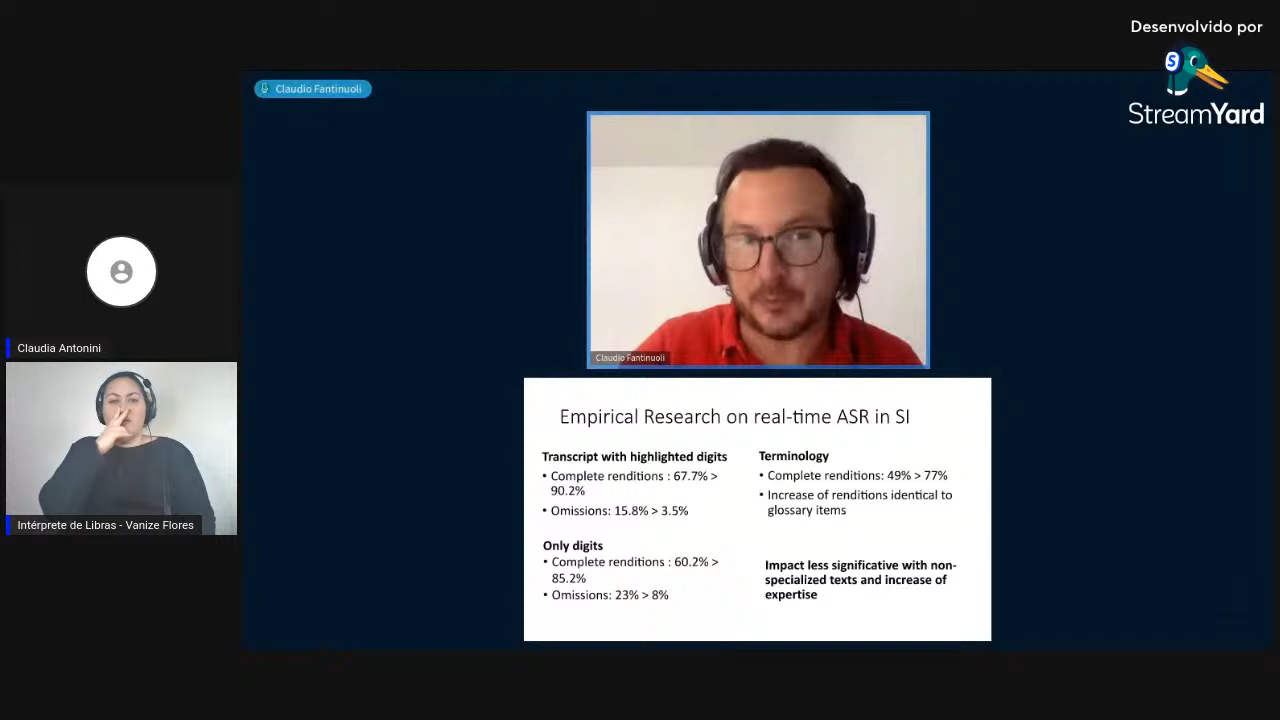 Desenvolvido por
StreamYard
Claudio Fantinuoli
Claudio Fantinuoli
Claudia Antonini
Intérprete de Libras - Vanize Flores
Empirical Research on real-time ASR in SI
Transcript with highlighted digits
• Complete renditions : 67.7% >
90.2%
• Omissions: 15.8% > 3.5%
Only digits
• Complete renditions : 60.2% >
85.2%
• Omissions: 23% > 8%
Terminology
• Complete renditions: 49% > 77%
• Increase of renditions identical to
glossary items
Impact less significative with non-
specialized texts and increase of
expertise